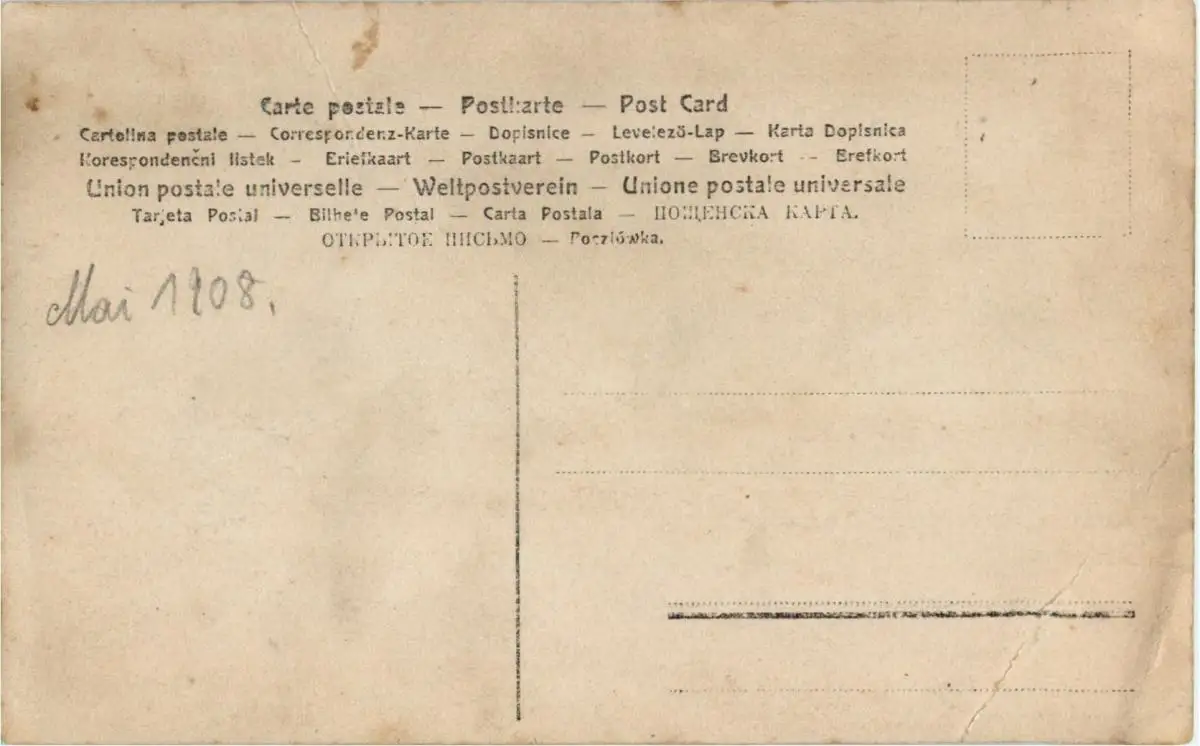 Carte postale — Postkarte — Post Card
Cartolina postale — Correspondenz-Karte — Dopisnice — Levelező-Lap — Karta Dopisnica
Korespondenčni listek – Briefkaart — Postkaart — Postkort — Brevkort -- Brefkort
Union postale universelle — Weltpostverein — Unione postale universale
Tarjeta Postal — Bilhete Postal — Carta Postala — ПОЩЕНСКА КАРТА.
ОТКРЫТОЕ ПИСЬМО — Pocztówka.
Mai 1908.